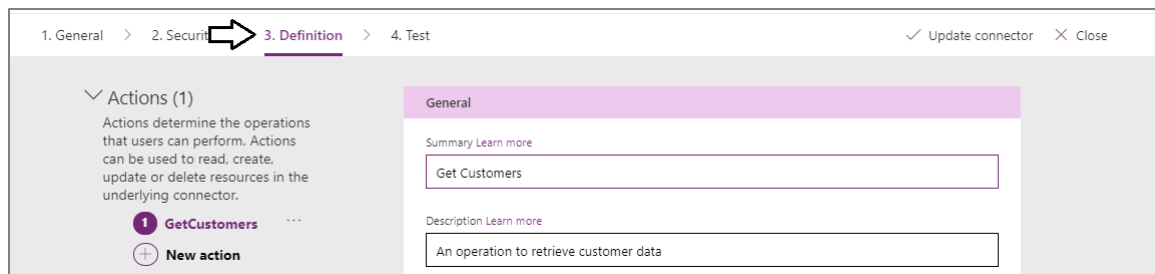 1. General > 2. Securit 3. Definition > 4. Test Update connector Close
Actions (1)
Actions determine the operations
that users can perform. Actions
can be used to read, create,
update or delete resources in the
underlying connector.
1 GetCustomers ...
New action
General
Summary Learn more
Get Customers
Description Learn more
An operation to retrieve customer data